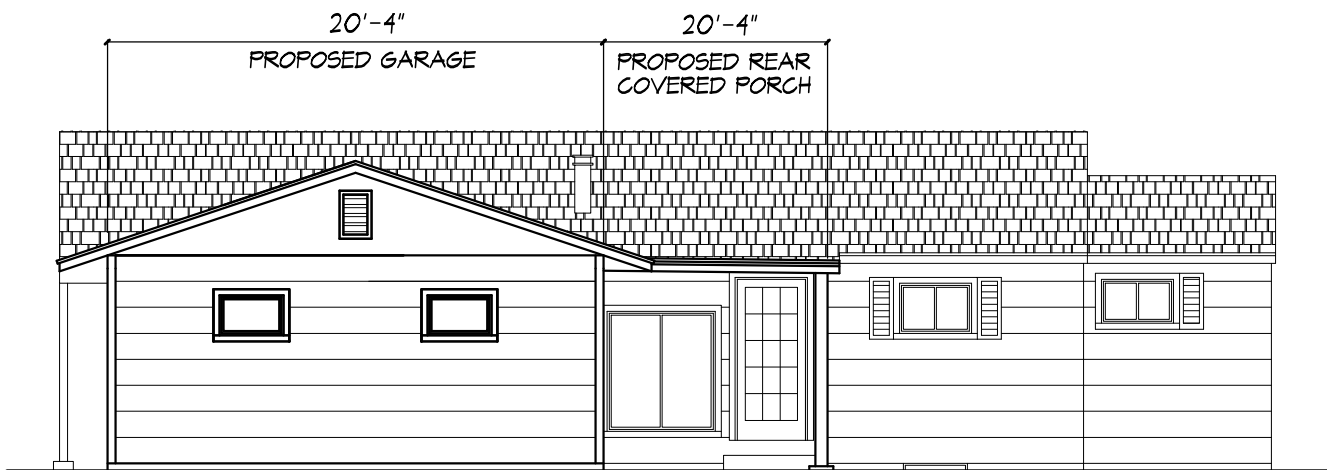 20'-4"
PROPOSED GARAGE
20'-4"
PROPOSED REAR
COVERED PORCH